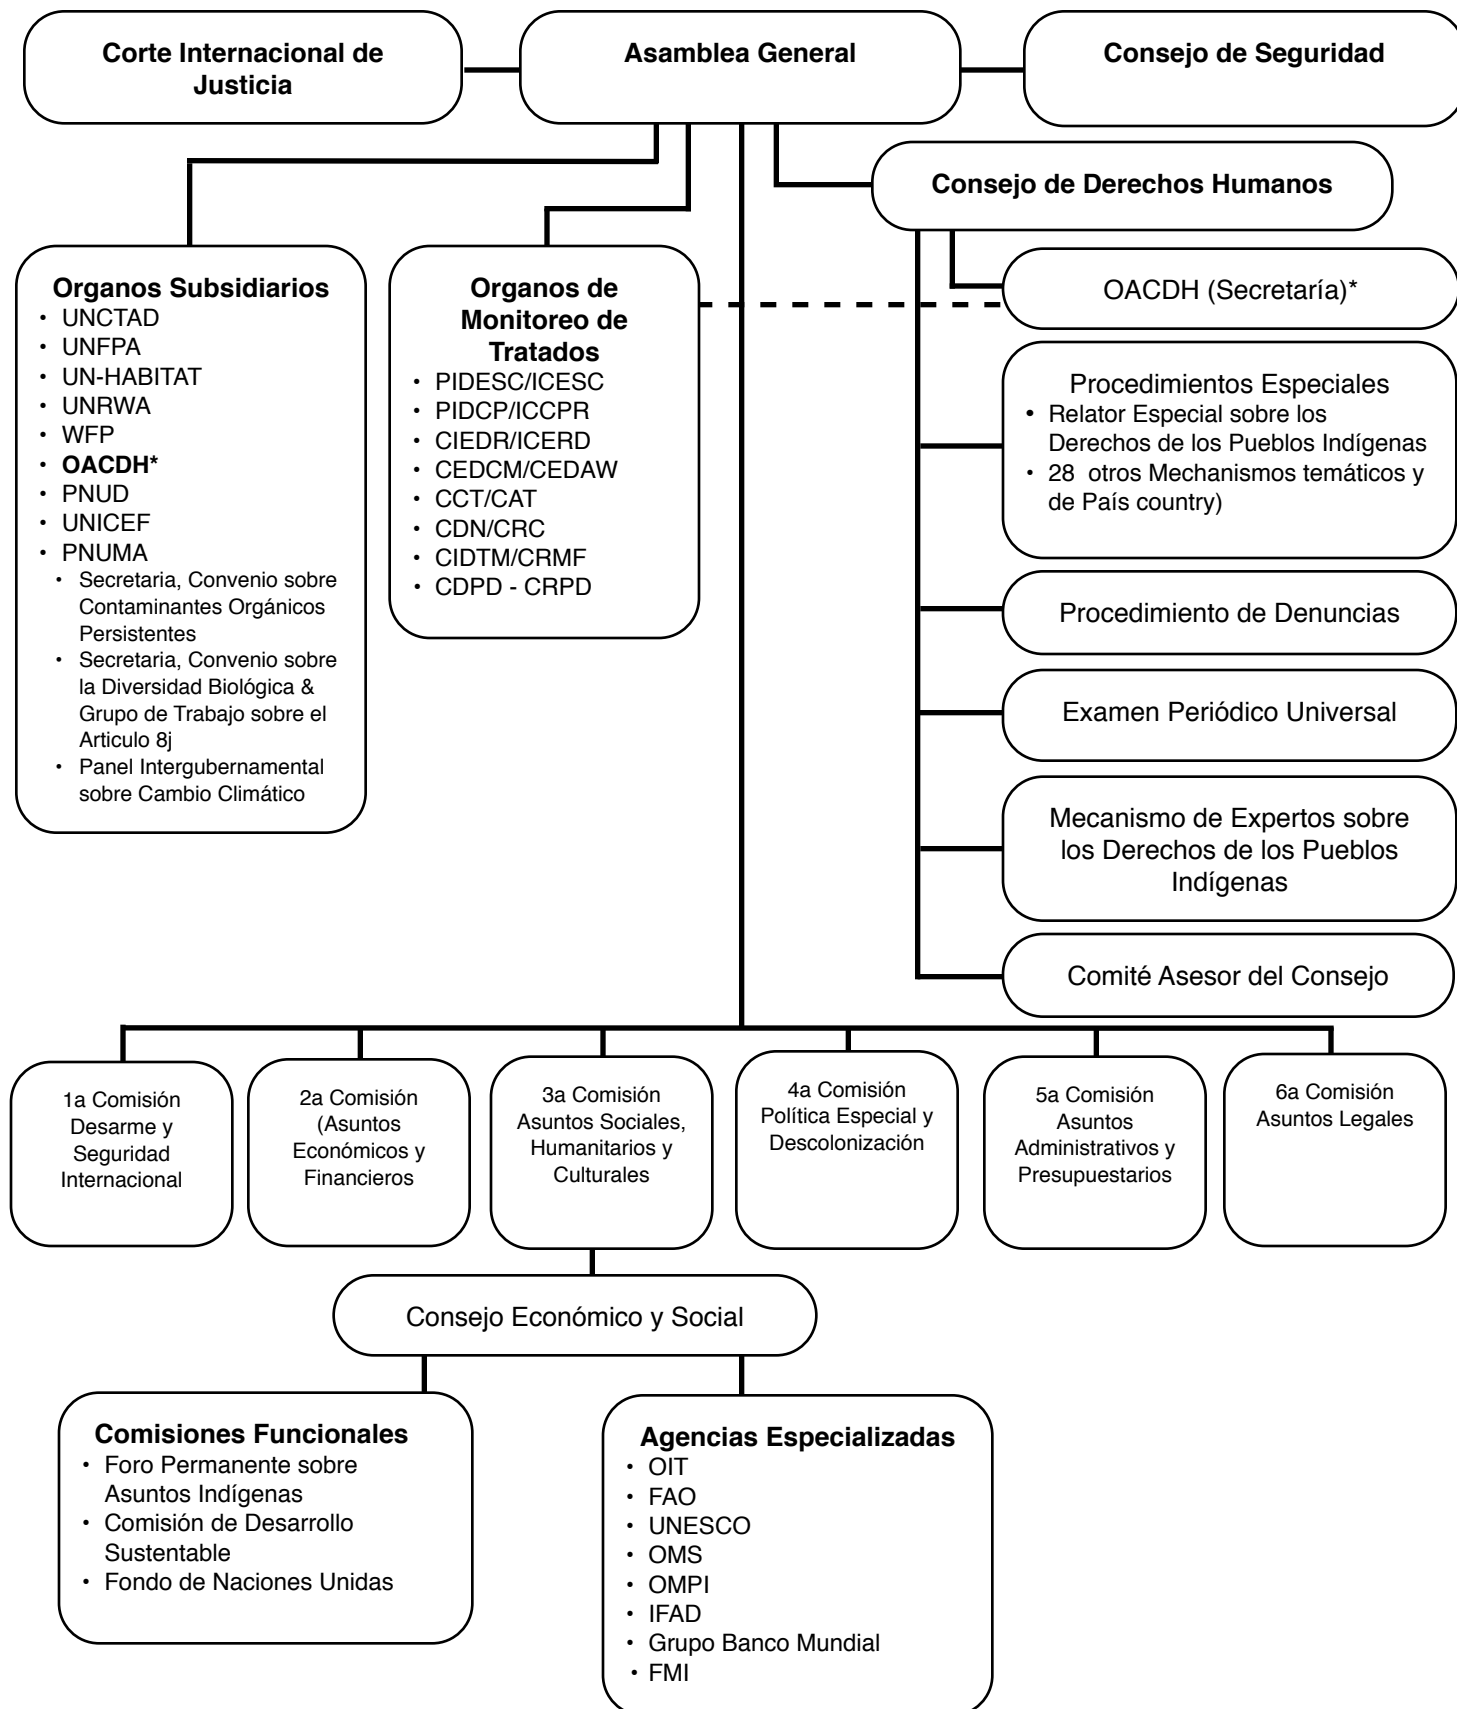 Corte Internacional de
Justicia
Asamblea General
Consejo de Seguridad
Consejo de Derechos Humanos
Organos Subsidiarios
• UNCTAD
• UNFPA
• UN-HABITAT
• UNRWA
• WFP
• OACDH*
• PNUD
• UNICEF
• PNUMA
• Secretaria, Convenio sobre
Contaminantes Orgánicos
Persistentes
• Secretaria, Convenio sobre
la Diversidad Biológica &
Grupo de Trabajo sobre el
Articulo 8j
• Panel Intergubernamental
sobre Cambio Climático
Organos de
Monitoreo de
Tratados
• PIDESC/ICESC
• PIDCP/ICCPR
• CIEDR/ICERD
• CEDCM/CEDAW
• CCT/CAT
• CDN/CRC
• CIDTM/CRMF
• CDPD - CRPD
OACDH (Secretaría)*
Procedimientos Especiales
• Relator Especial sobre los
Derechos de los Pueblos Indígenas
• 28 otros Mechanismos temáticos y
de País country)
Procedimiento de Denuncias
Examen Periódico Universal
Mecanismo de Expertos sobre
los Derechos de los Pueblos
Indígenas
Comité Asesor del Consejo
1a Comisión
Desarme y
Seguridad
Internacional
2a Comisión
(Asuntos
Económicos y
Financieros
3a Comisión
Asuntos Sociales,
Humanitarios y
Culturales
4a Comisión
Política Especial y
Descolonización
5a Comisión
Asuntos
Administrativos y
Presupuestarios
6a Comisión
Asuntos Legales
Consejo Económico y Social
Comisiones Funcionales
• Foro Permanente sobre
Asuntos Indígenas
• Comisión de Desarrollo
Sustentable
• Fondo de Naciones Unidas
Agencias Especializadas
• OIT
• FAO
• UNESCO
• OMS
• OMPI
• IFAD
• Grupo Banco Mundial
• FMI